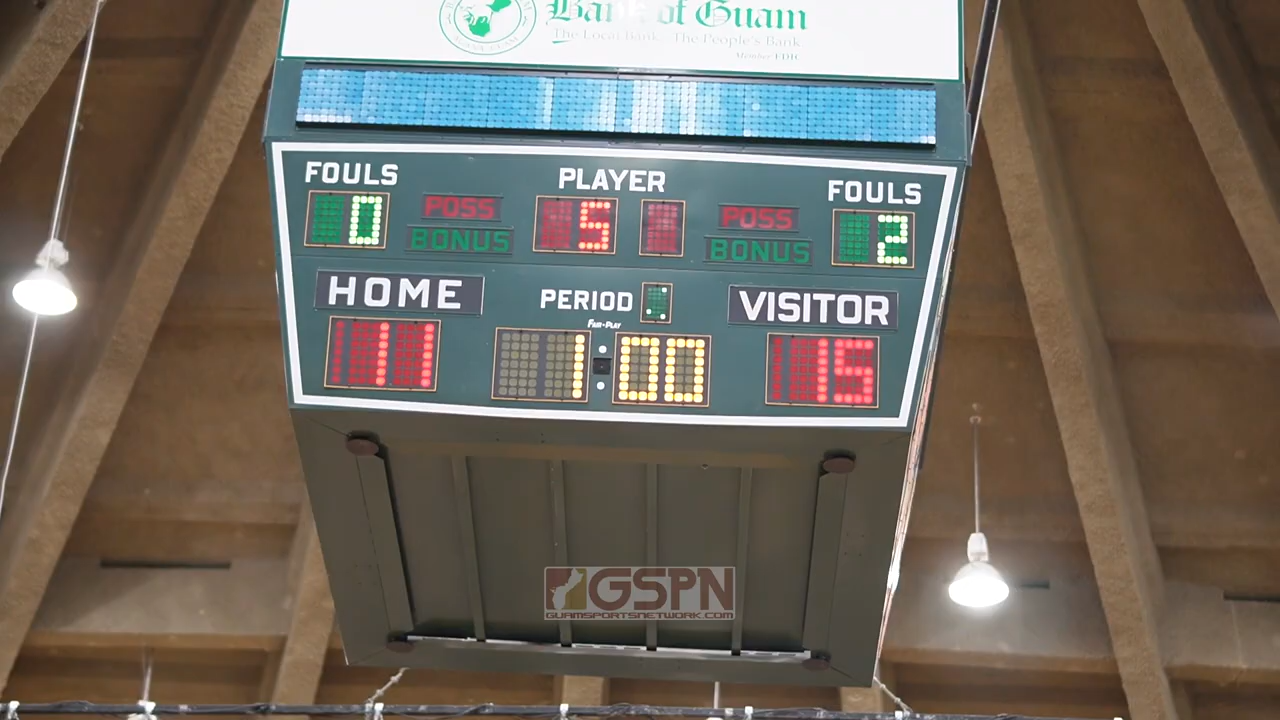 Bank of Guam
The Local Bank. The People's Bank.
Member FDIC
FOULS PLAYER FOULS
0 POSS 5 POSS 2
BONUS BONUS
HOME PERIOD VISITOR
FAIR-PLAY
11 1:00 15
GSPN
GUAMSPORTSNETWORK.COM